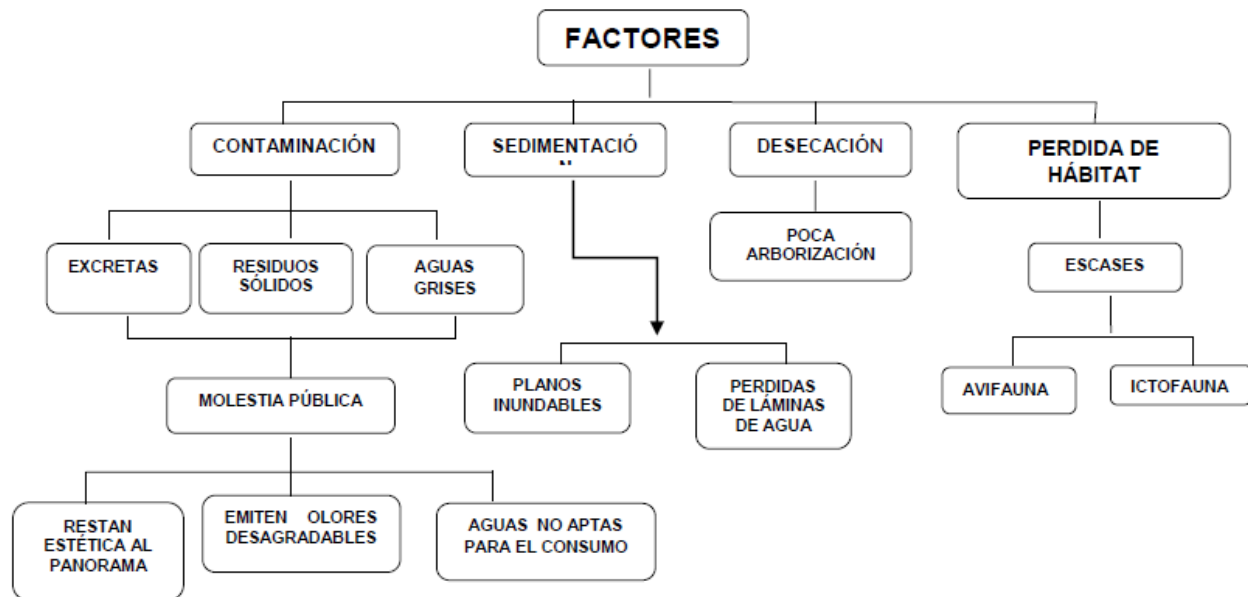 FACTORES
CONTAMINACIÓN
SEDIMENTACIÓ
N
DESECACIÓN
PERDIDA DE
HÁBITAT
EXCRETAS
RESIDUOS
SÓLIDOS
AGUAS
GRISES
POCA
ARBORIZACIÓN
ESCASES
MOLESTIA PÚBLICA
PLANOS
INUNDABLES
PERDIDAS
DE LÁMINAS
DE AGUA
AVIFAUNA
ICTOFAUNA
RESTAN
ESTÉTICA AL
PANORAMA
EMITEN OLORES
DESAGRADABLES
AGUAS NO APTAS
PARA EL CONSUMO